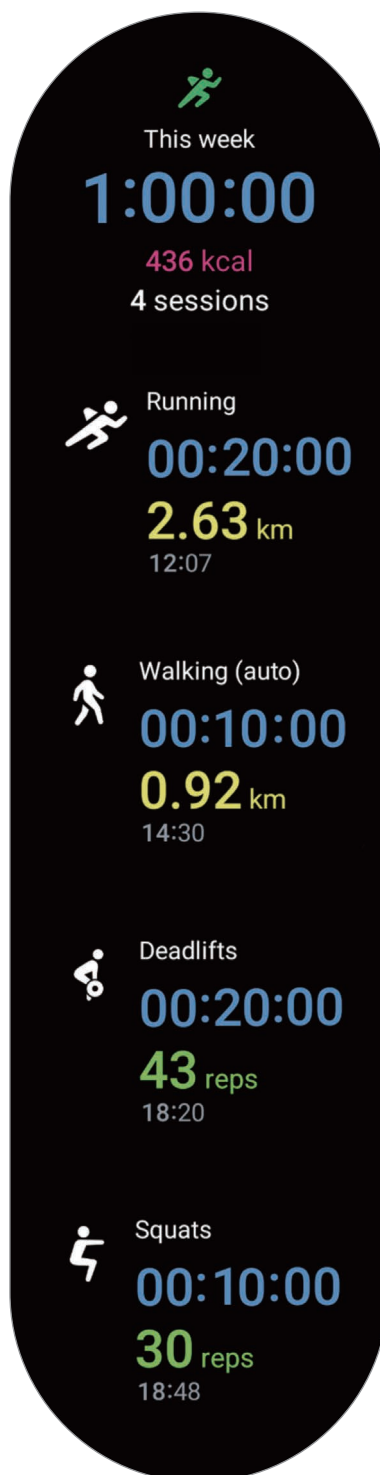 This week
1:00:00
436 kcal
4 sessions
Running
00:20:00
2.63 km
12:07
Walking (auto)
00:10:00
0.92 km
14:30
Deadlifts
00:20:00
43 reps
18:20
Squats
00:10:00
30 reps
18:48